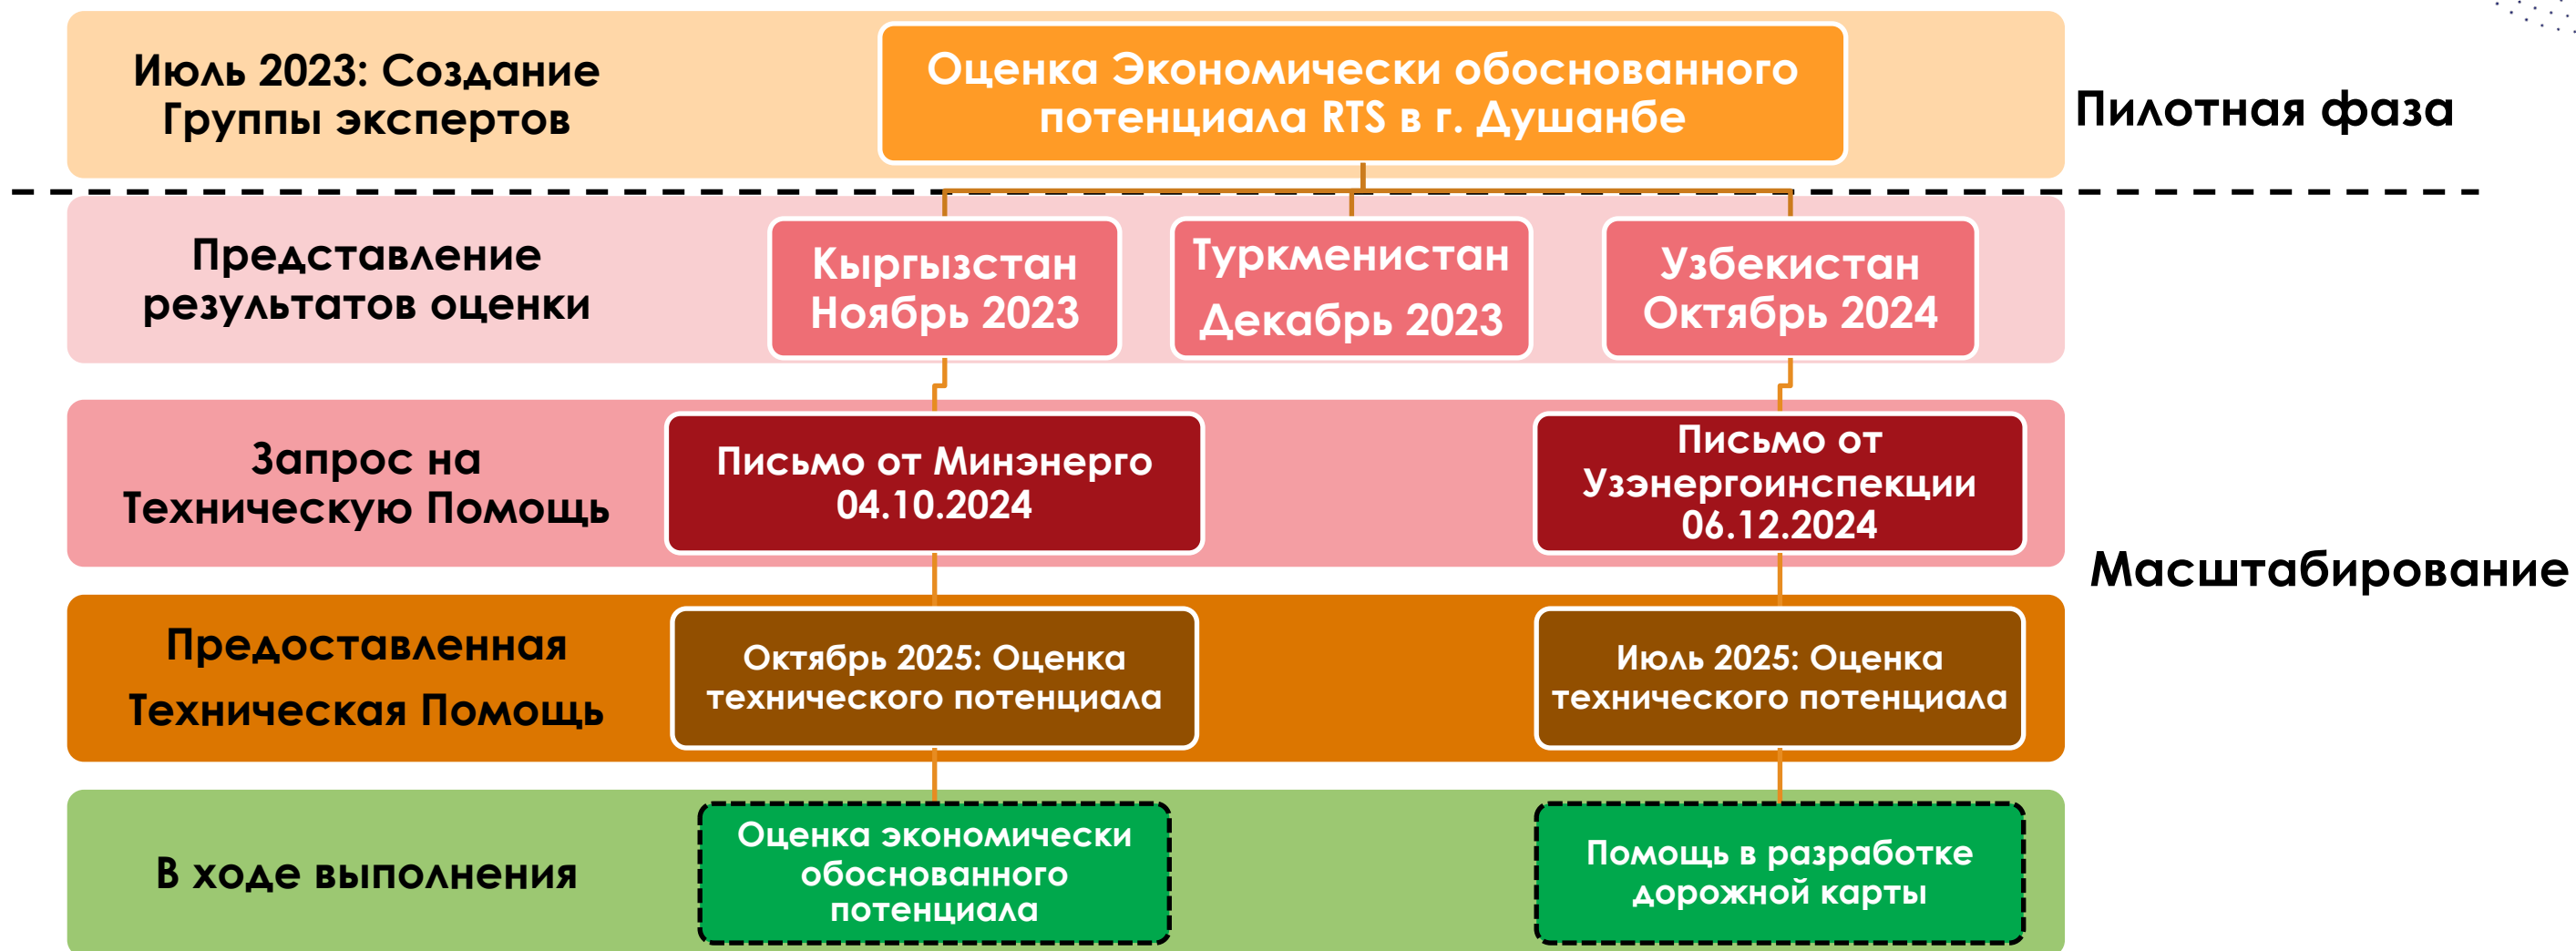 Июль 2023: Создание
Группы экспертов
Оценка Экономически обоснованного
потенциала RTS в г. Душанбе
Пилотная фаза
Представление
результатов оценки
Кыргызстан
Ноябрь 2023
Туркменистан
Декабрь 2023
Узбекистан
Октябрь 2024
Запрос на
Техническую Помощь
Письмо от Минэнерго
04.10.2024
Письмо от
Узэнергоинспекции
06.12.2024
Масштабирование
Предоставленная
Техническая Помощь
Октябрь 2025: Оценка
технического потенциала
Июль 2025: Оценка
технического потенциала
В ходе выполнения
Оценка экономически
обоснованного
потенциала
Помощь в разработке
дорожной карты